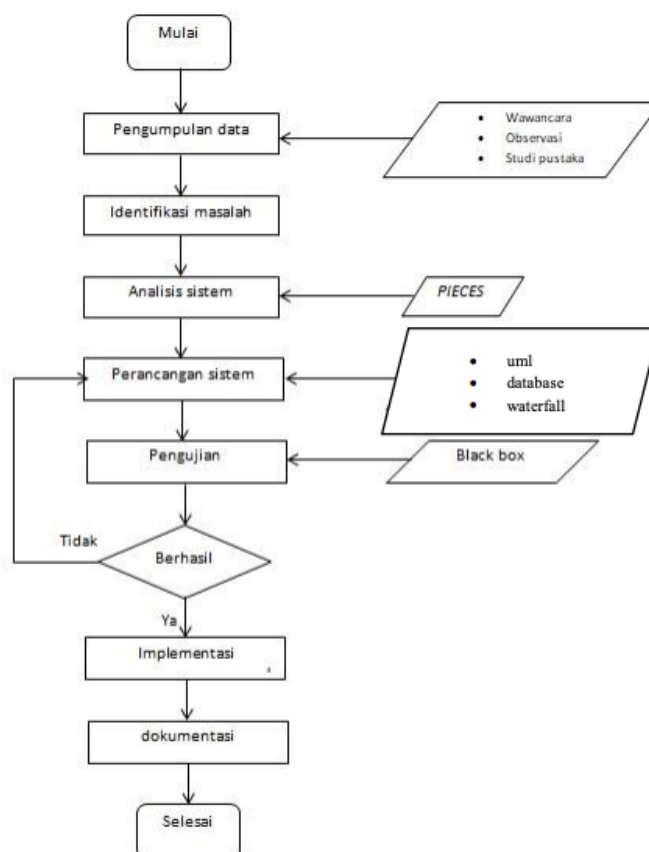 Mulai
Pengumpulan data
• Wawancara
• Observasi
• Studi pustaka
Identifikasi masalah
Analisis sistem
PIECES
Perancangan sistem
• uml
• database
• waterfall
Pengujian
Black box
Tidak
Berhasil
Ya
Implementasi
dokumentasi
Selesai